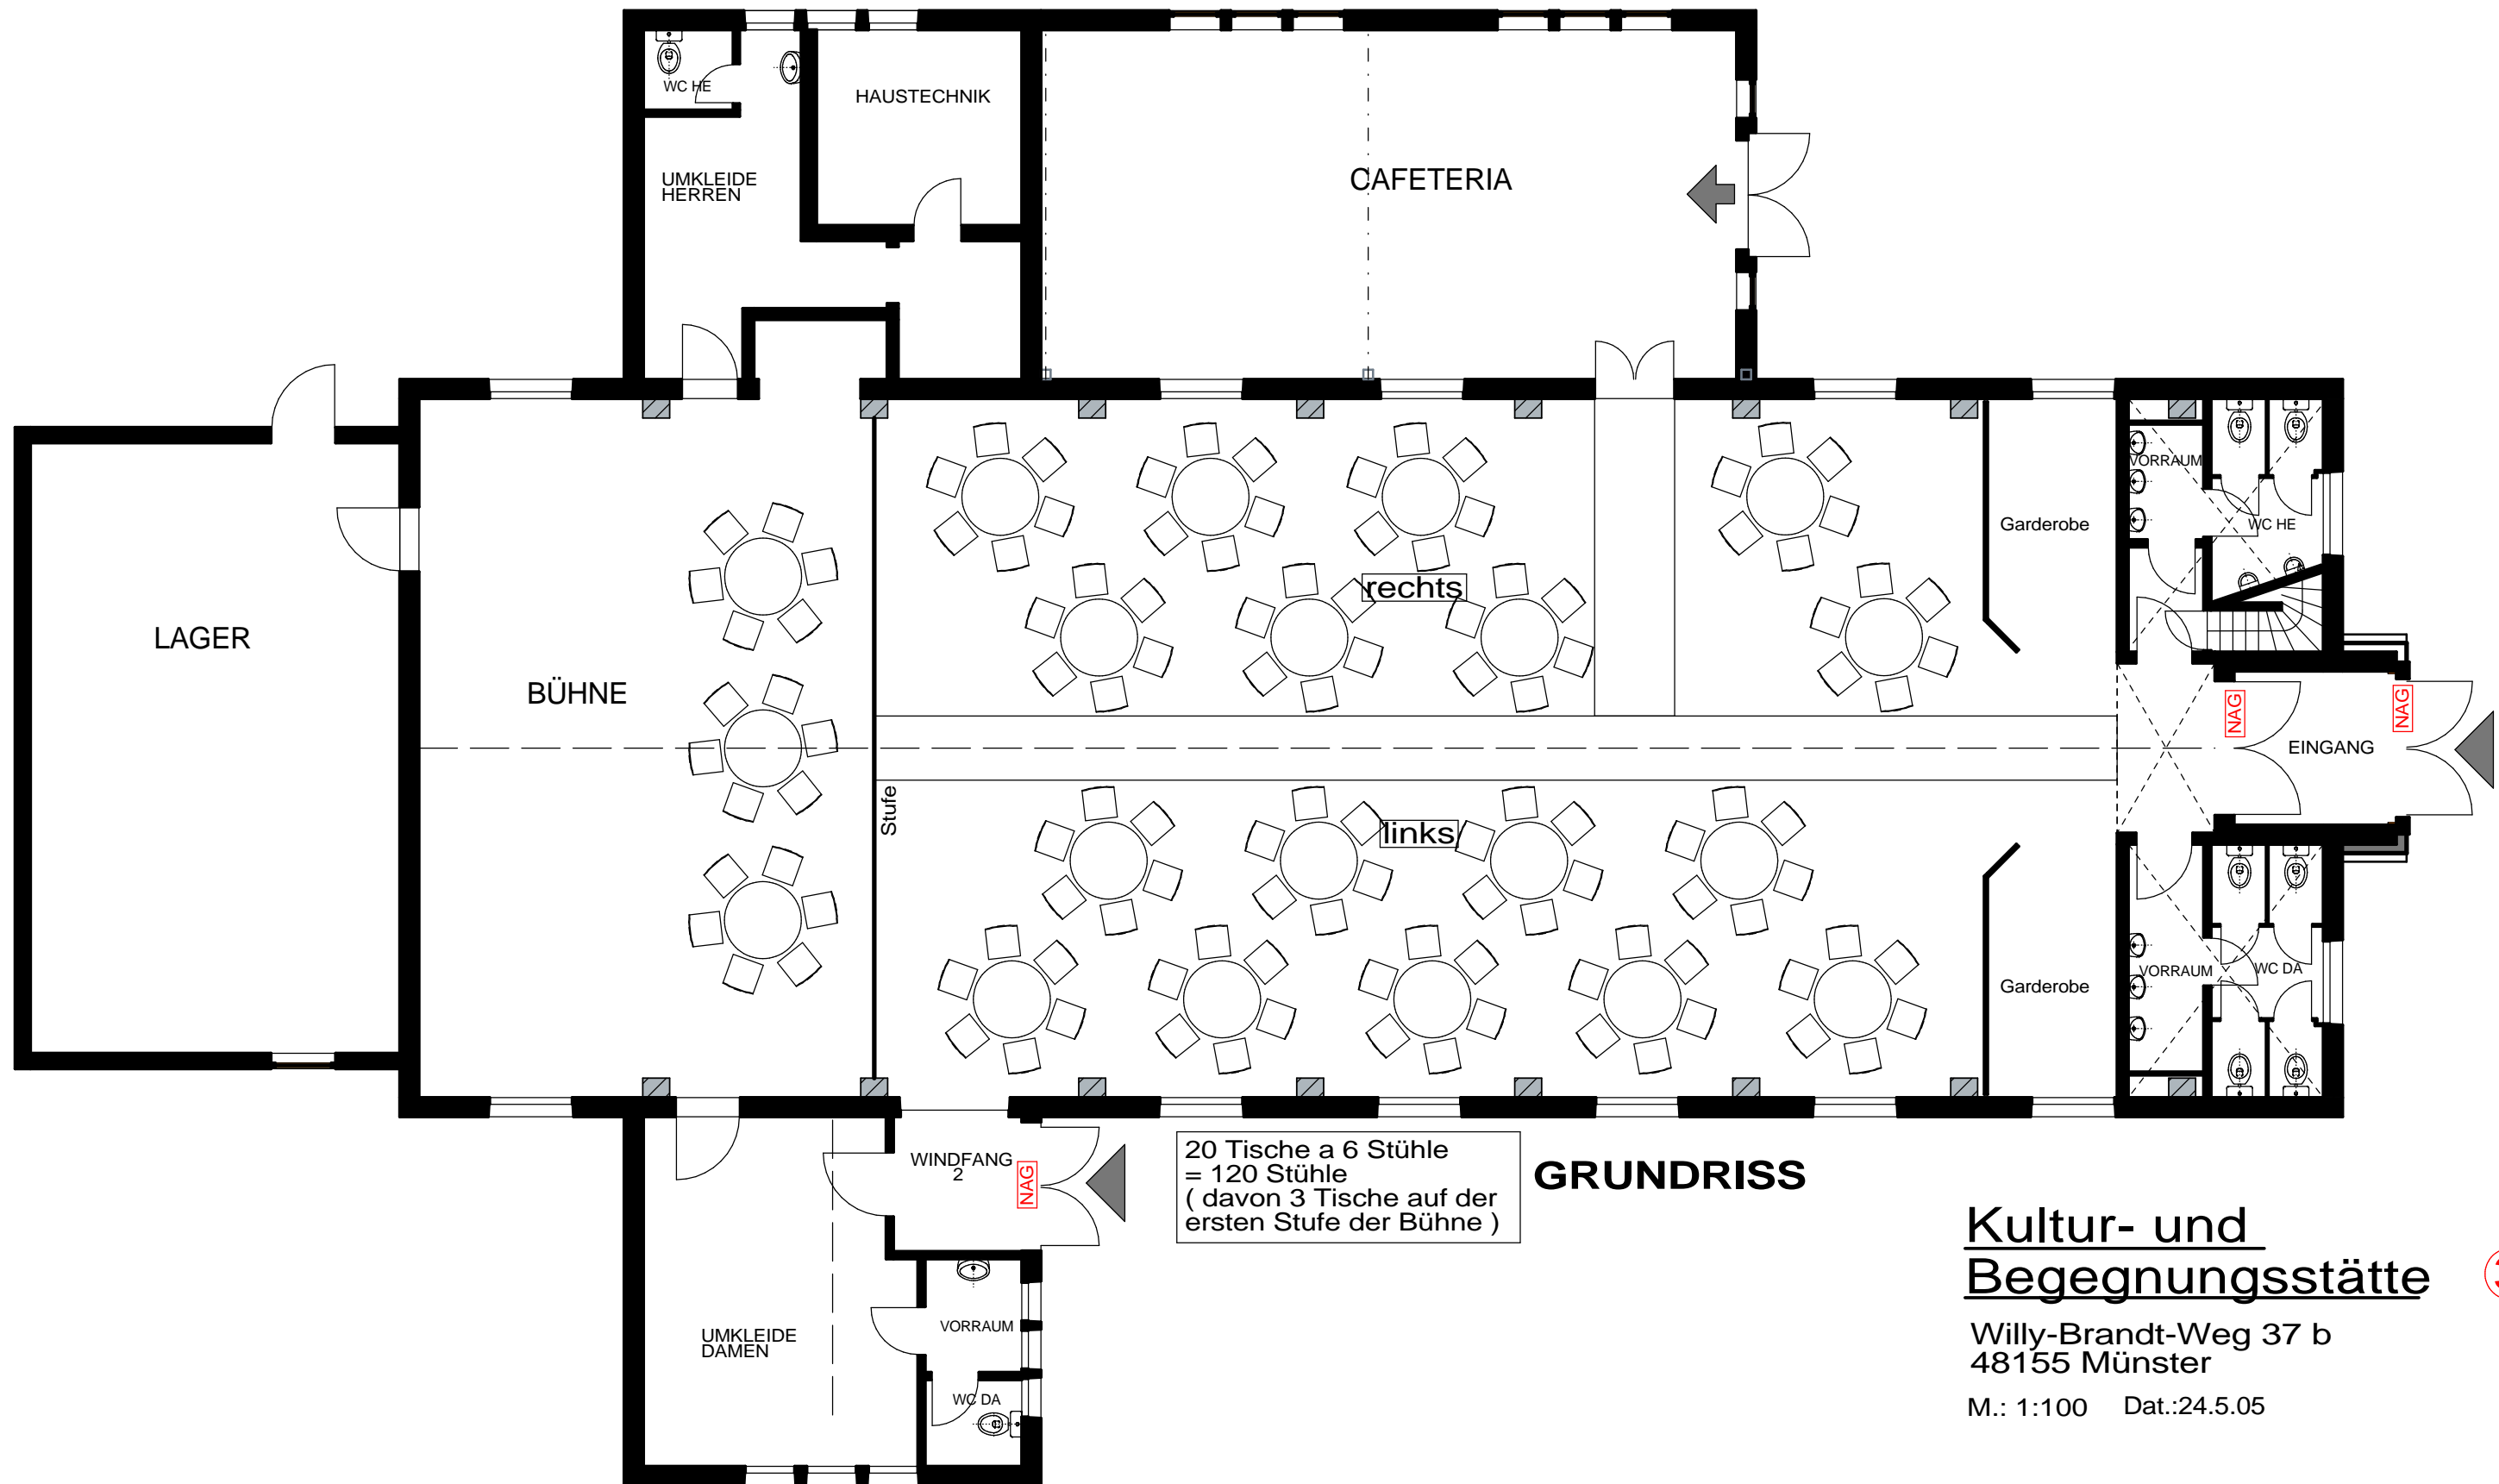 WC HE
HAUSTECHNIK
UMKLEIDE
HERREN
CAFETERIA
VORRAUM
Garderobe
WC HE
rechts
LAGER
BÜHNE
NAG
NAG
EINGANG
Stufe
links
VORRAUM
WC DA
Garderobe
WINDFANG
2
NAG
20 Tische a 6 Stühle
= 120 Stühle
( davon 3 Tische auf der
ersten Stufe der Bühne )
GRUNDRISS
UMKLEIDE
DAMEN
VORRAUM
WC DA
Kultur- und
Begegnungsstätte
Willy-Brandt-Weg 37 b
48155 Münster
M.: 1:100 Dat.:24.5.05